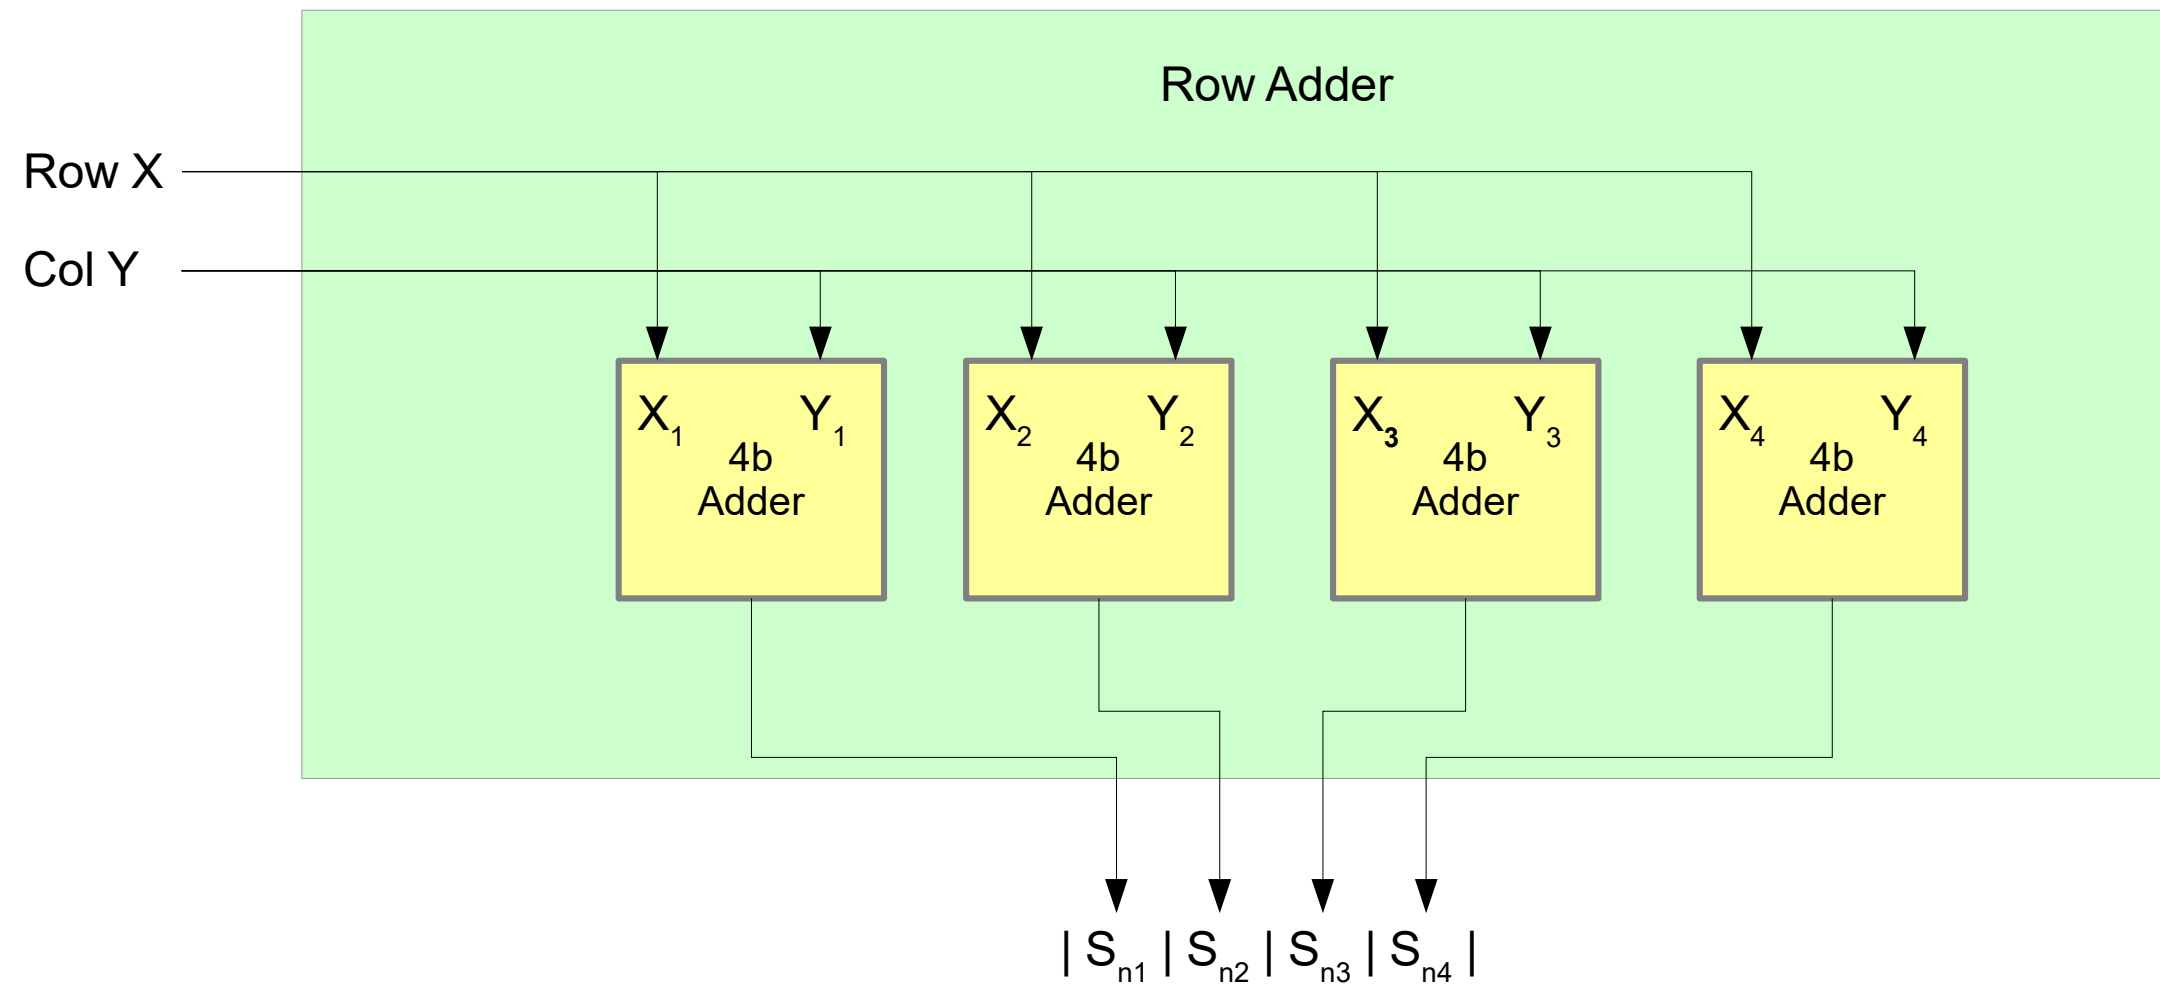 Row Adder
Row X
Col Y
X1 Y1 X2 Y2 X3 Y3 X4 Y4
4b 4b 4b 4b
Adder Adder Adder Adder
| Sn1 | Sn2 | Sn3 | Sn4 |